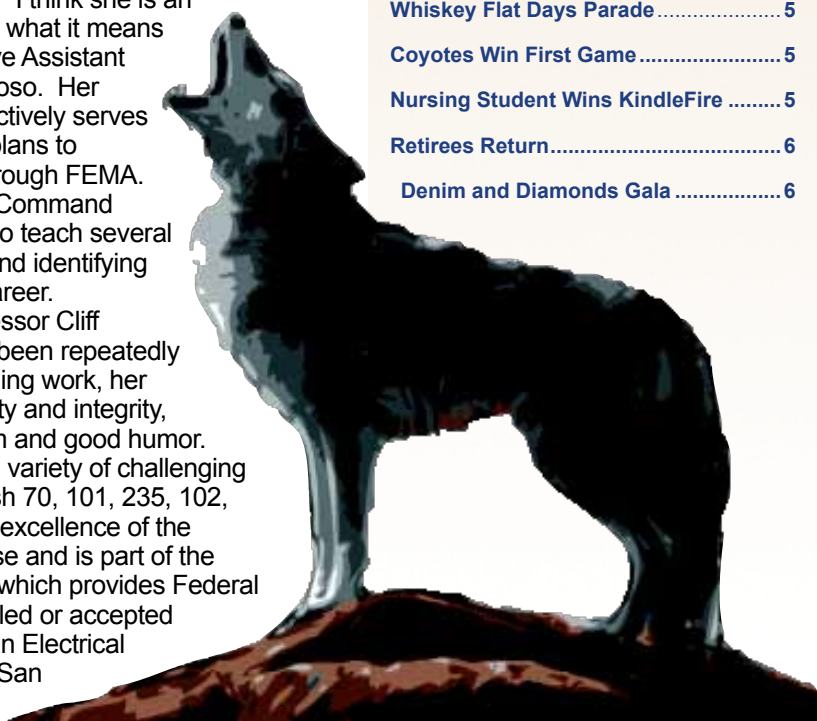 I think she is an
what it means
Assistant
oso. Her
ctively serves
plans to
rough FEMA.
Command
o teach several
nd identifying
areer.
essor Cliff
been repeatedly
ing work, her
ty and integrity,
n and good humor.
variety of challenging
sh 70, 101, 235, 102,
excellence of the
se and is part of the
which provides Federal
led or accepted
n Electrical
San
Whiskey Flat Days Parade ...................... 5
Coyotes Win First Game ......................... 5
Nursing Student Wins KindleFire ......... 5
Retirees Return........................................ 6
Denim and Diamonds Gala ................... 6